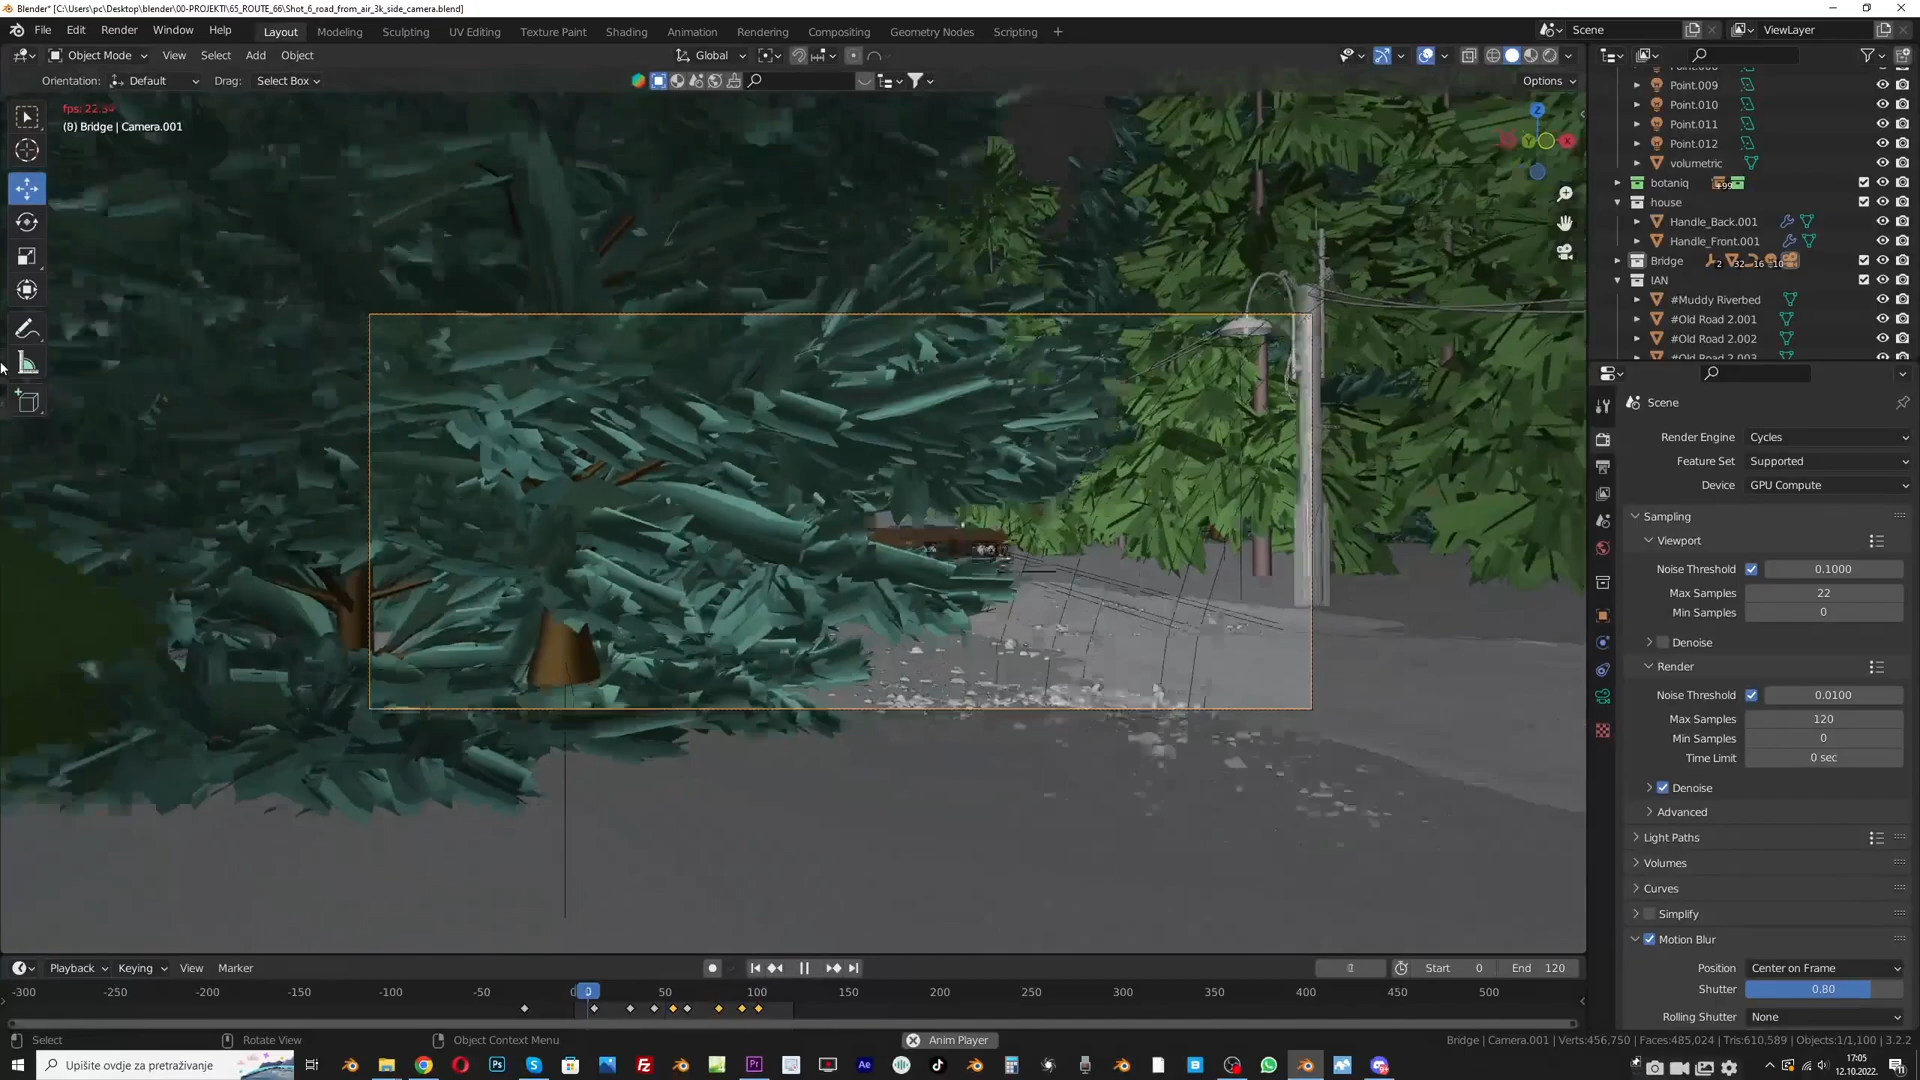 Blender* [C:\Users\pc\Desktop\blender\00-PROJEKTI\65_ROUTE_66\Shot_6_road_from_air_3k_side_camera.blend]
File Edit Render Window Help Layout Modeling Sculpting UV Editing Texture Paint Shading Animation Rendering Compositing Geometry Nodes Scripting + Scene ViewLayer
Object Mode View Select Add Object Global
Orientation: Default Drag: Select Box Options
Point.009
Point.010
Point.011
Point.012
volumetric
botaniq +99
house
Handle_Back.001
Handle_Front.001
Bridge 2 32 16 10
IAN
#Muddy Riverbed
#Old Road 2.001
#Old Road 2.002
#Old Road 2.003
(0) Bridge | Camera.001
Z
Y
X
Scene
Render Engine Cycles
Feature Set Supported
Device GPU Compute
Sampling
Viewport
Noise Threshold 0.1000
Max Samples 22
Min Samples 0
Denoise
Render
Noise Threshold 0.0100
Max Samples 120
Min Samples 0
Time Limit 0 sec
Denoise
Advanced
Light Paths
Volumes
Curves
Simplify
Motion Blur
Position Center on Frame
Shutter 0.80
Rolling Shutter None
Playback Keying View Marker Start 0 End 120
-300 -250 -200 -150 -100 -50 0 50 100 150 200 250 300 350 400 450 500
Select Rotate View Object Context Menu Anim Player Bridge | Camera.001 | Verts:456,750 | Faces:485,024 | Tris:610,589 | Objects:1/1,100 | 3.2.2
Upišite ovdje za pretraživanje
17:05
12.10.2022.